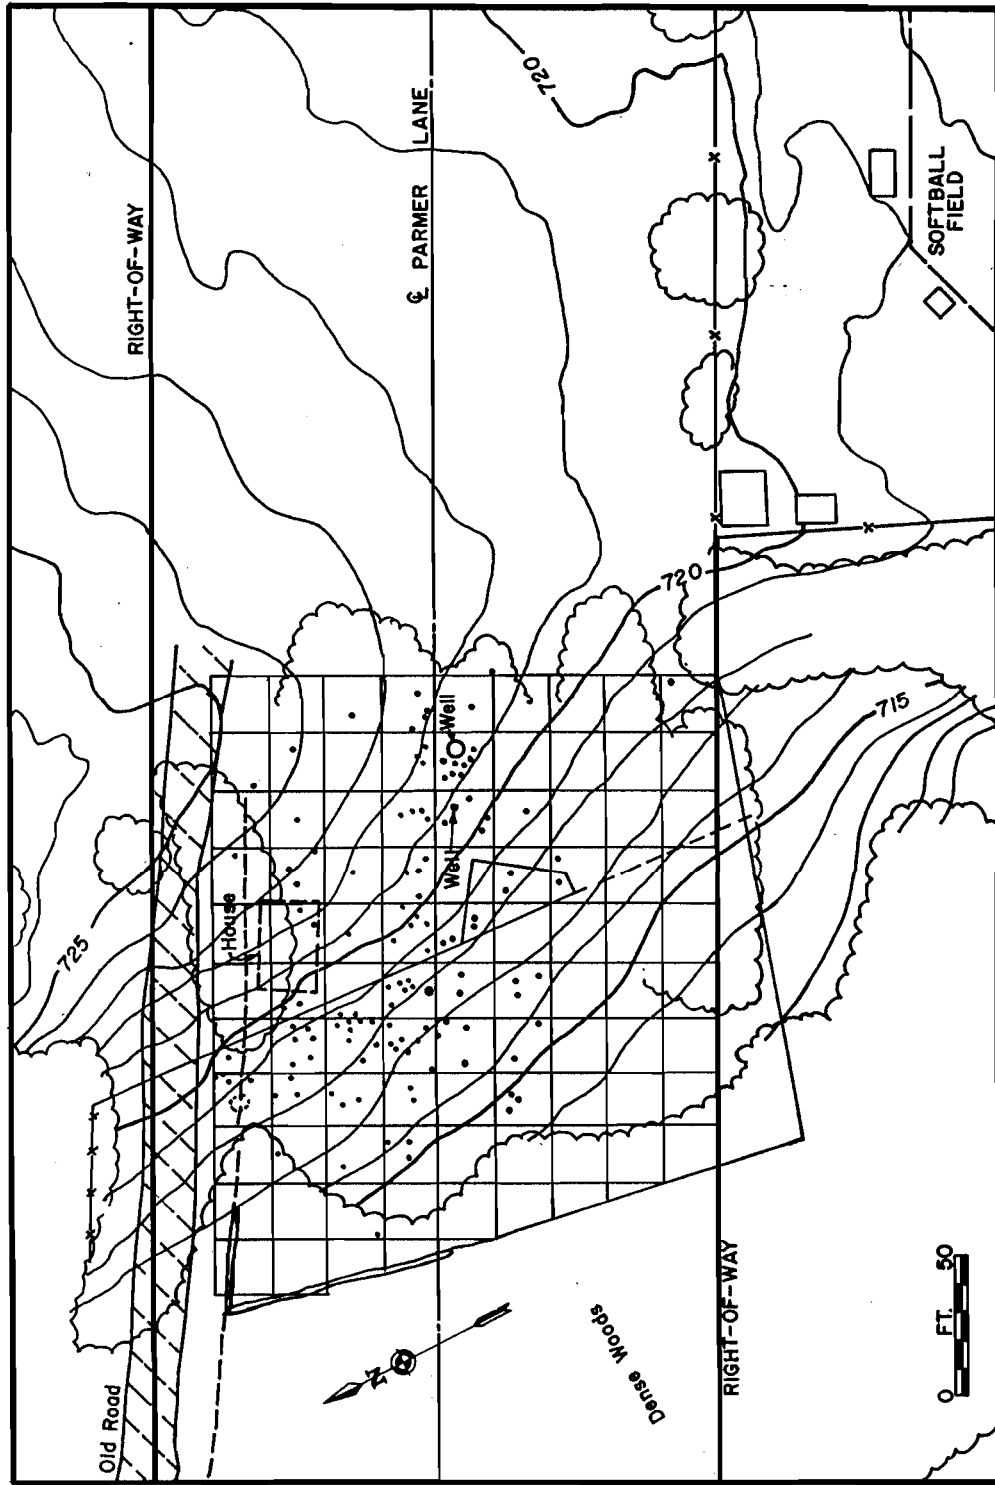 720
RIGHT-OF-WAY
℄ PARMER LANE
SOFTBALL
FIELD
720
715
Well
Well
House
725
N
Old Road
Dense Woods
RIGHT-OF-WAY
0 FT. 50